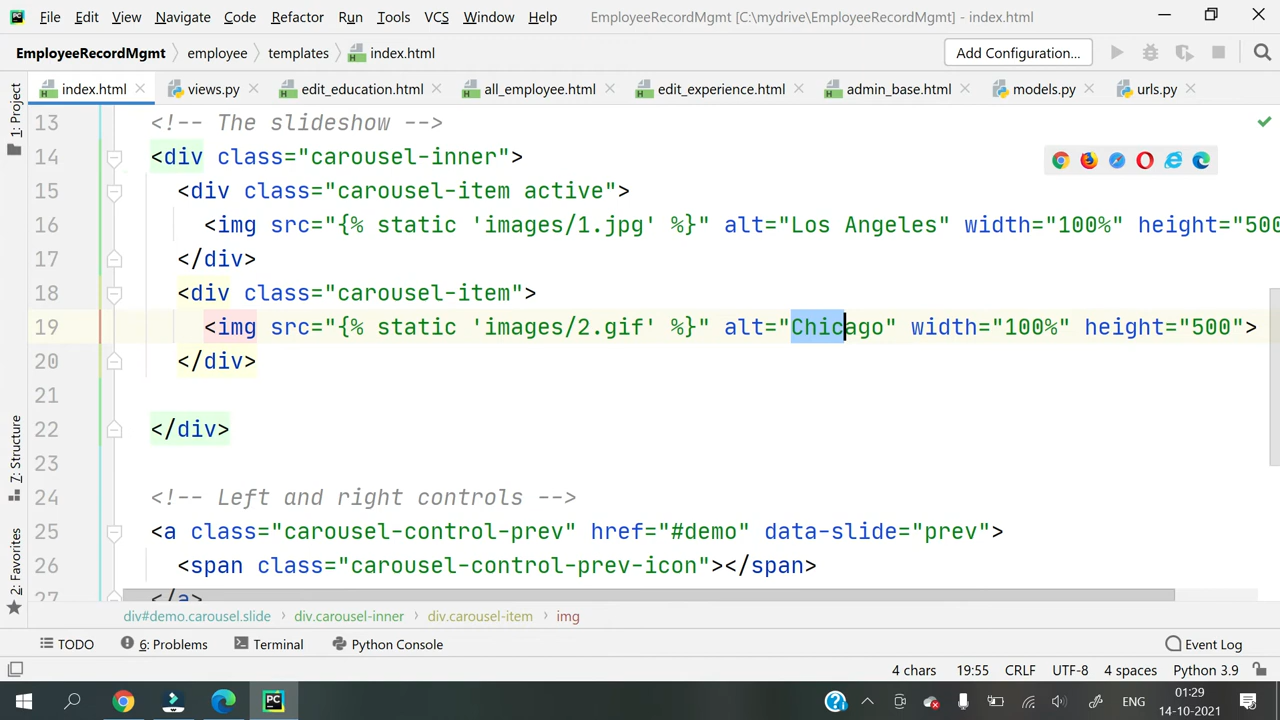 File Edit View Navigate Code Refactor Run Tools VCS Window Help EmployeeRecordMgmt [C:\mydrive\EmployeeRecordMgmt] - index.html
EmployeeRecordMgmt employee templates index.html Add Configuration...
index.html views.py edit_education.html all_employee.html edit_experience.html admin_base.html models.py urls.py
1: Project
13 <!-- The slideshow -->
14 <div class="carousel-inner">
15 <div class="carousel-item active">
16 <img src="{% static 'images/1.jpg' %}" alt="Los Angeles" width="100%" height="500
17 </div>
18 <div class="carousel-item">
19 <img src="{% static 'images/2.gif' %}" alt="Chicago" width="100%" height="500">
20 </div>
21
22 </div>
23
24 <!-- Left and right controls -->
25 <a class="carousel-control-prev" href="#demo" data-slide="prev">
26 <span class="carousel-control-prev-icon"></span>
27 </a>
7: Structure
2: Favorites
div#demo.carousel.slide div.carousel-inner div.carousel-item img
TODO 6: Problems Terminal Python Console Event Log
4 chars 19:55 CRLF UTF-8 4 spaces Python 3.9
PC ENG 01:29
14-10-2021